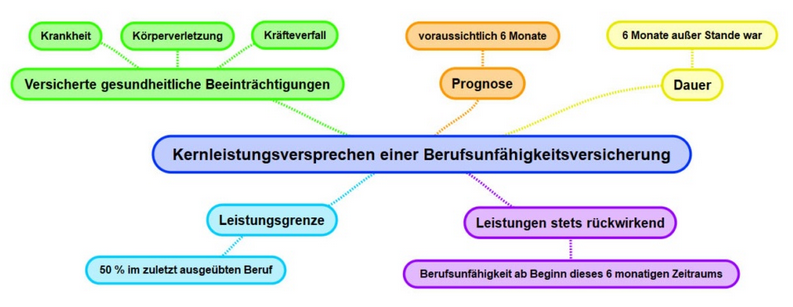 Krankheit
Körperverletzung
Kräfteverfall
voraussichtlich 6 Monate
6 Monate außer Stande war
Versicherte gesundheitliche Beeinträchtigungen
Prognose
Dauer
Kernleistungsversprechen einer Berufsunfähigkeitsversicherung
Leistungsgrenze
Leistungen stets rückwirkend
50 % im zuletzt ausgeübten Beruf
Berufsunfähigkeit ab Beginn dieses 6 monatigen Zeitraums